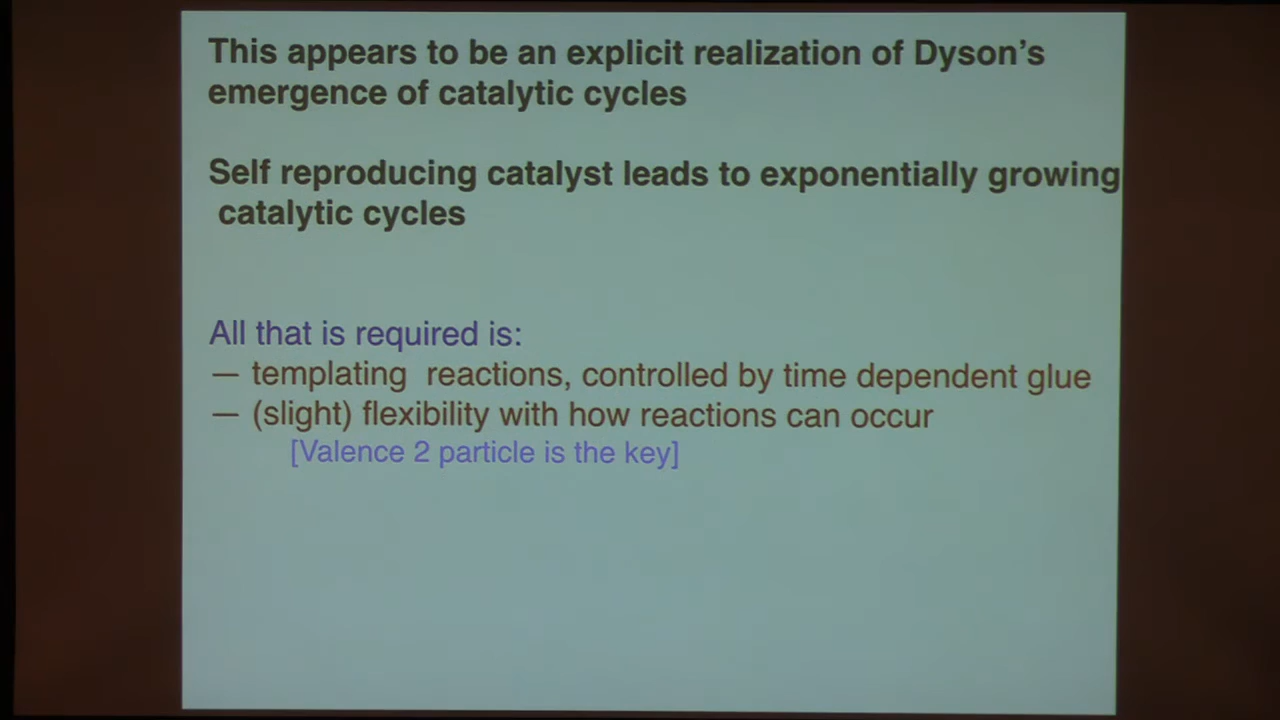 This appears to be an explicit realization of Dyson’s
emergence of catalytic cycles
Self reproducing catalyst leads to exponentially growing
catalytic cycles
All that is required is:
— templating reactions, controlled by time dependent glue
— (slight) flexibility with how reactions can occur
[Valence 2 particle is the key]